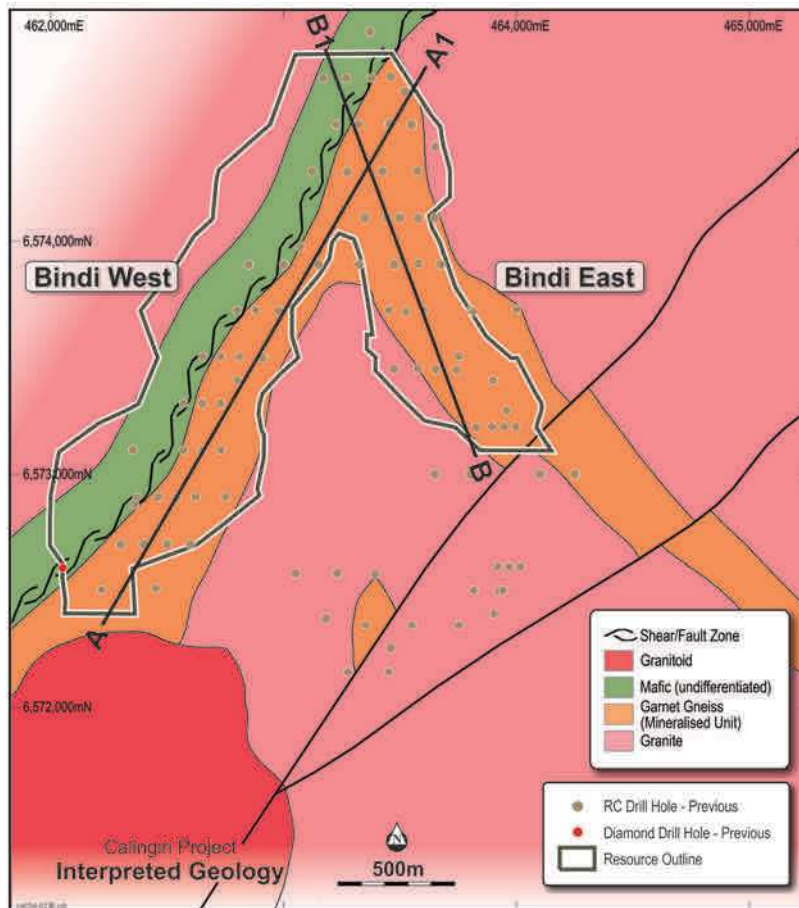 462,000mE
B1
A1
464,000mE
465,000mE
6,574,000mN
Bindi West
Bindi East
6,573,000mN
B
A
6,572,000mN
Shear/Fault Zone
Granitoid
Mafic (undifferentiated)
Garnet Gneiss
(Mineralised Unit)
Granite
RC Drill Hole - Previous
Diamond Drill Hole - Previous
Resource Outline
Calingiri Project
Interpreted Geology
N
500m